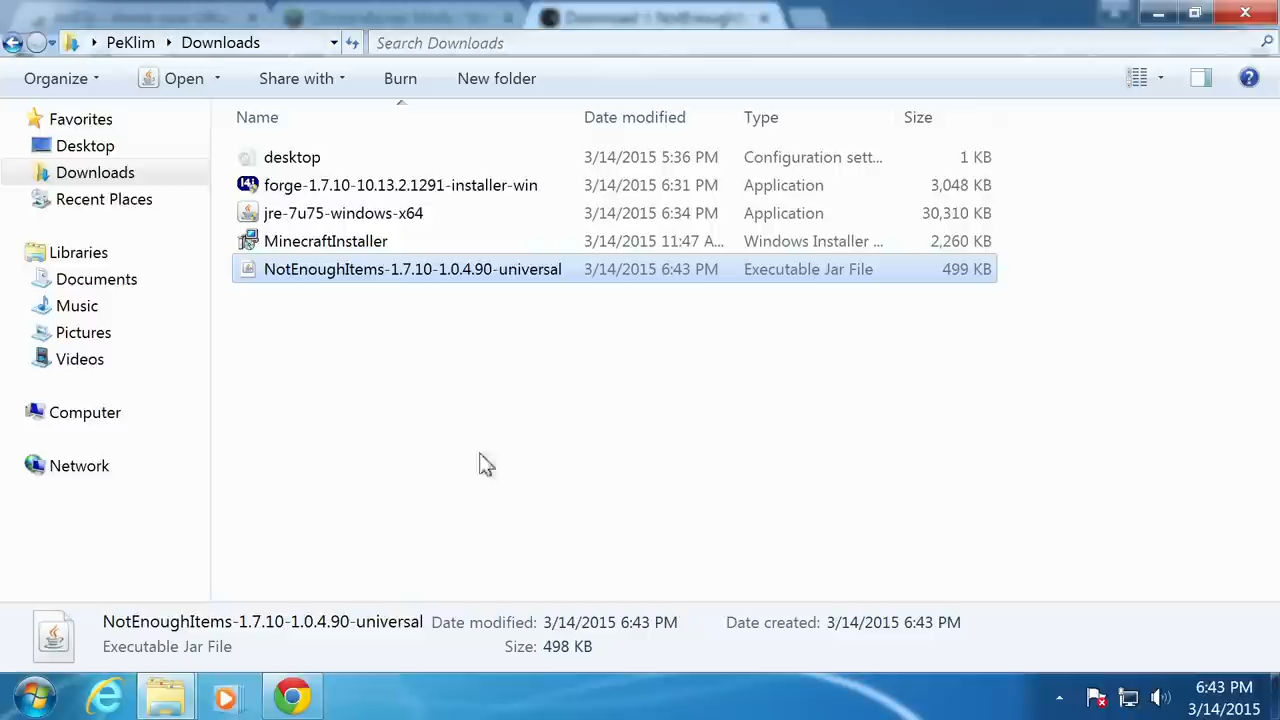 PeKlim Downloads Search Downloads
Organize Open Share with Burn New folder
Name Date modified Type Size
desktop 3/14/2015 5:36 PM Configuration sett... 1 KB
forge-1.7.10-10.13.2.1291-installer-win 3/14/2015 6:31 PM Application 3,048 KB
jre-7u75-windows-x64 3/14/2015 6:34 PM Application 30,310 KB
MinecraftInstaller 3/14/2015 11:47 A... Windows Installer ... 2,260 KB
NotEnoughItems-1.7.10-1.0.4.90-universal 3/14/2015 6:43 PM Executable Jar File 499 KB
Favorites
Desktop
Downloads
Recent Places
Libraries
Documents
Music
Pictures
Videos
Computer
Network
NotEnoughItems-1.7.10-1.0.4.90-universal Date modified: 3/14/2015 6:43 PM Date created: 3/14/2015 6:43 PM
Executable Jar File Size: 498 KB
6:43 PM
3/14/2015